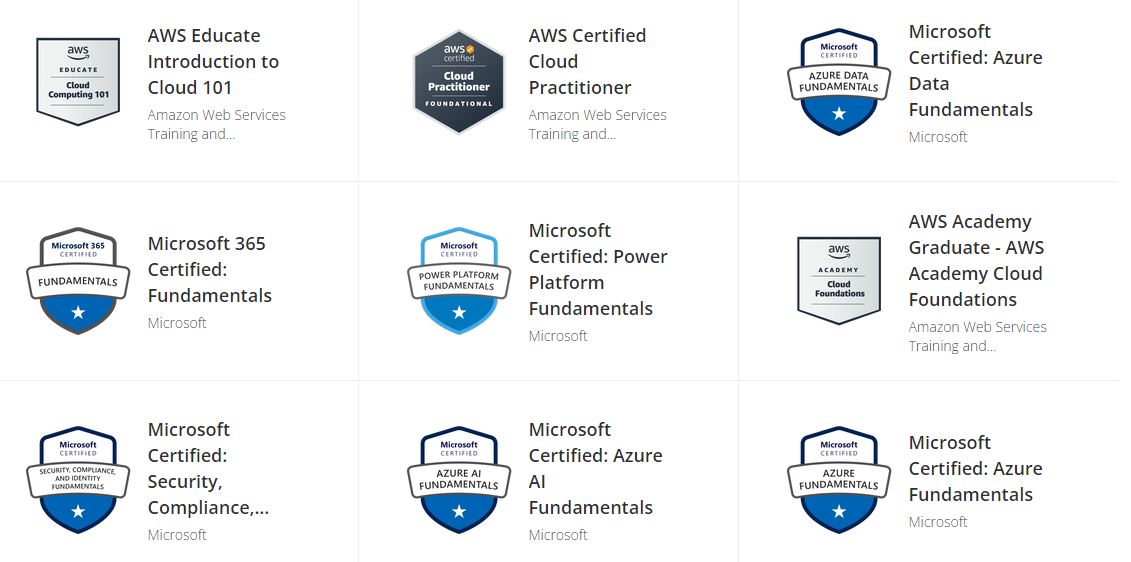 aws
EDUCATE
Cloud
Computing 101
AWS Educate
Introduction to
Cloud 101
Amazon Web Services
Training and...
aws
certified
Cloud
Practitioner
FOUNDATIONAL
AWS Certified
Cloud
Practitioner
Amazon Web Services
Training and...
Microsoft
CERTIFIED
AZURE DATA
FUNDAMENTALS
Microsoft
Certified: Azure
Data
Fundamentals
Microsoft
Microsoft 365
CERTIFIED
FUNDAMENTALS
Microsoft 365
Certified:
Fundamentals
Microsoft
Microsoft
CERTIFIED
POWER PLATFORM
FUNDAMENTALS
Microsoft
Certified: Power
Platform
Fundamentals
Microsoft
aws
ACADEMY
Cloud
Foundations
AWS Academy
Graduate - AWS
Academy Cloud
Foundations
Amazon Web Services
Training and...
Microsoft
CERTIFIED
SECURITY, COMPLIANCE,
AND IDENTITY
FUNDAMENTALS
Microsoft
Certified:
Security,
Compliance,...
Microsoft
Microsoft
CERTIFIED
AZURE AI
FUNDAMENTALS
Microsoft
Certified: Azure
AI
Fundamentals
Microsoft
Microsoft
CERTIFIED
AZURE
FUNDAMENTALS
Microsoft
Certified: Azure
Fundamentals
Microsoft